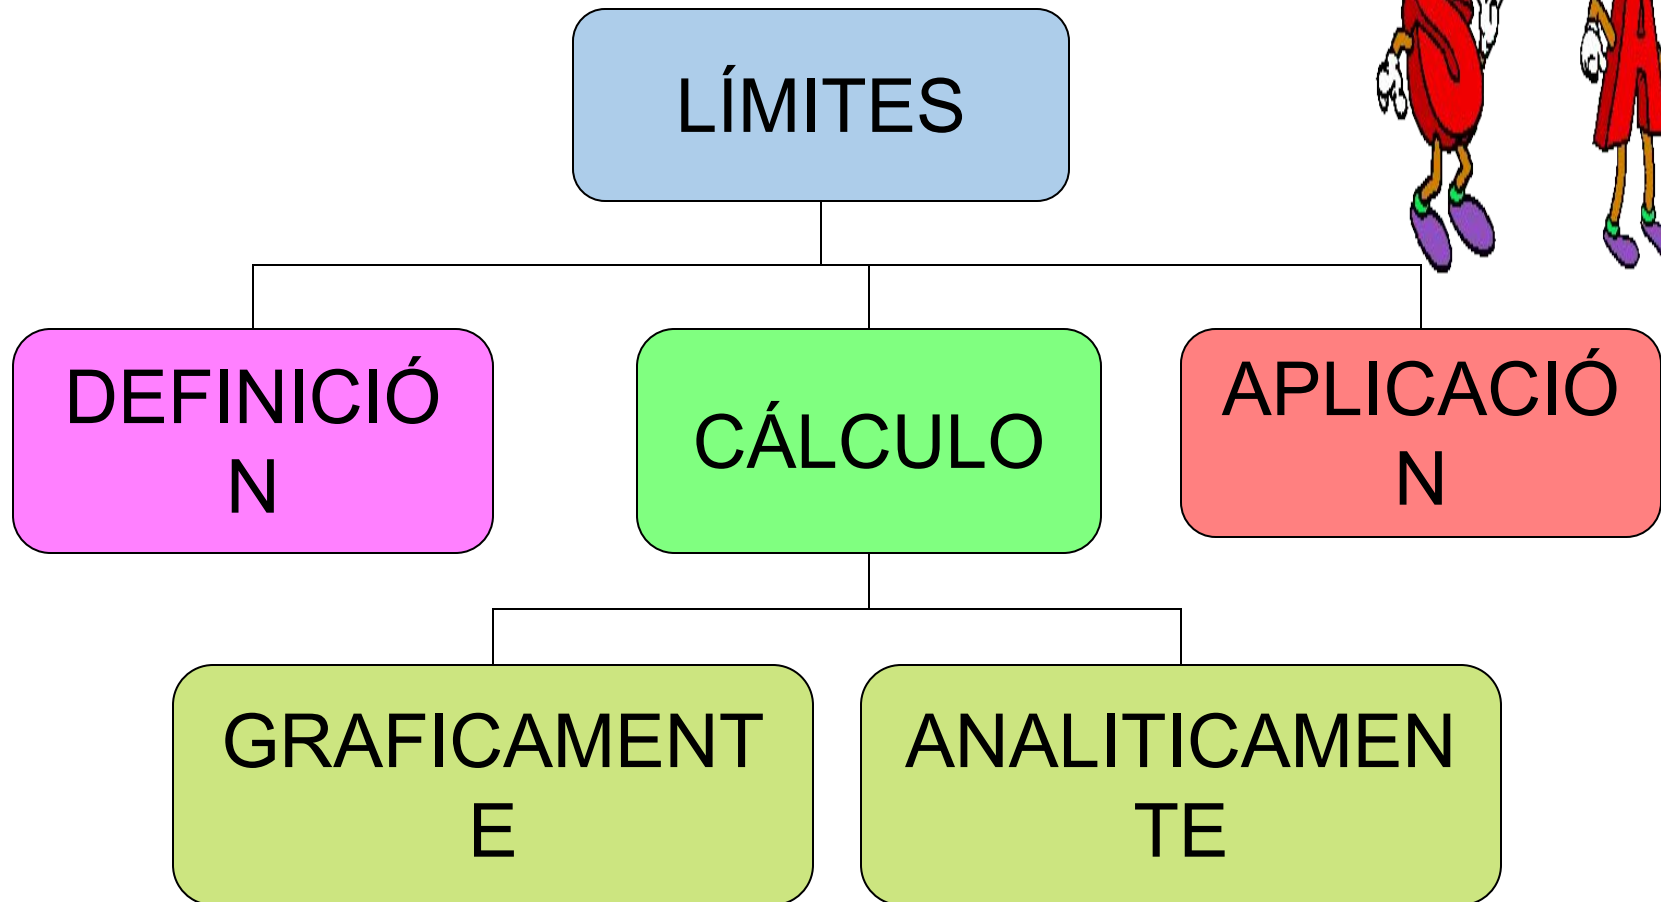 LÍMITES
DEFINICIÓ
N
CÁLCULO
APLICACIÓ
N
GRAFICAMENT
E
ANALITICAMEN
TE